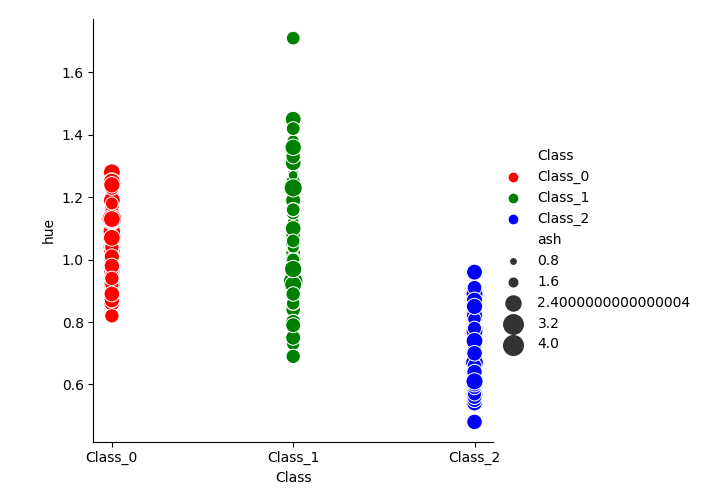 1.6
1.4
1.2
1.0
0.8
0.6
hue
Class_0
Class_1
Class_2
Class
Class
Class_0
Class_1
Class_2
ash
0.8
1.6
2.4000000000000004
3.2
4.0